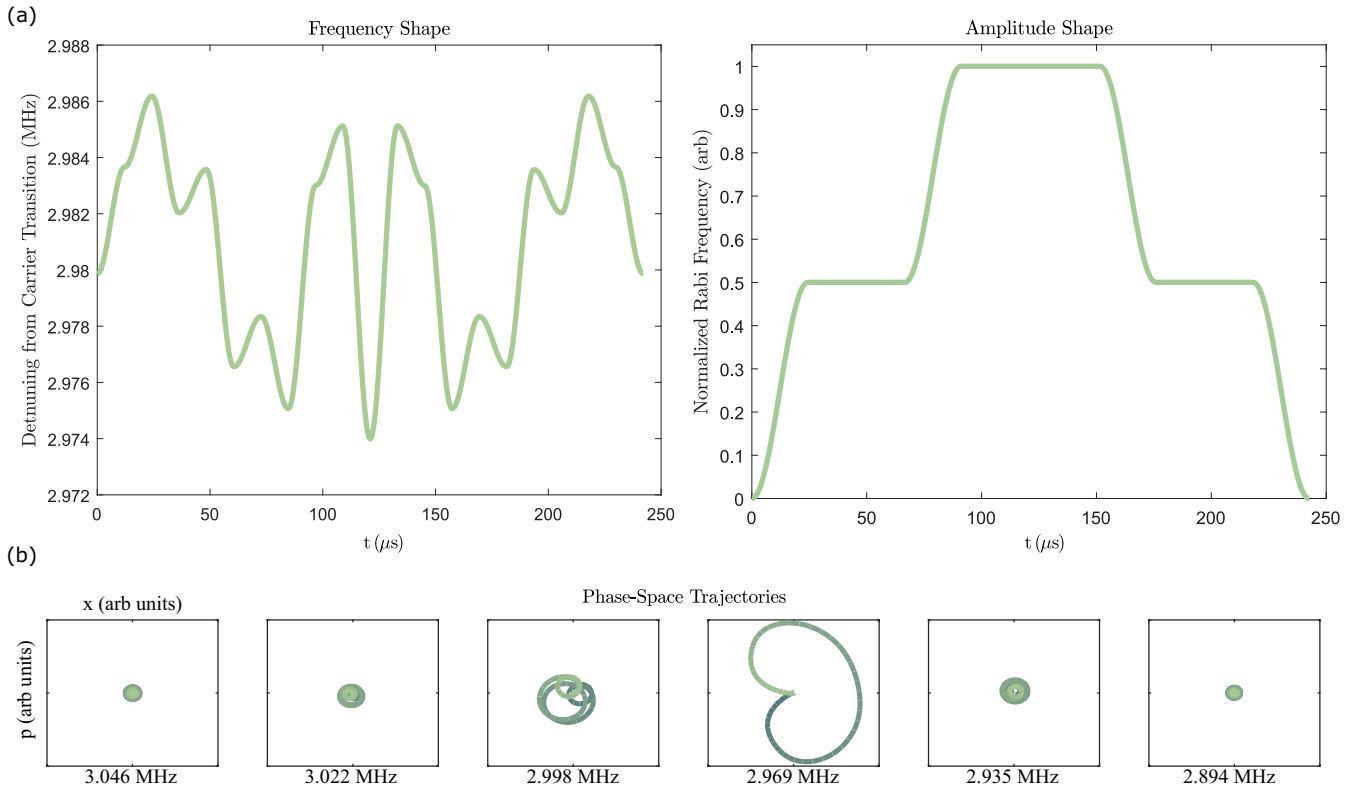 (a)
Frequency Shape
Detnuning from Carrier Transition (MHz)
2.988
2.986
2.984
2.982
2.98
2.978
2.976
2.974
2.972
0
50
100
150
200
250
t (μs)
Amplitude Shape
Normalized Rabi Frequency (arb)
1
0.9
0.8
0.7
0.6
0.5
0.4
0.3
0.2
0.1
0
0
50
100
150
200
250
t (μs)
(b)
Phase-Space Trajectories
x (arb units)
p (arb units)
3.046 MHz
3.022 MHz
2.998 MHz
2.969 MHz
2.935 MHz
2.894 MHz